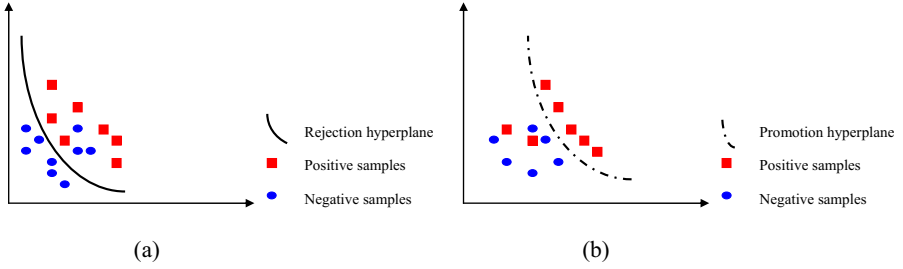 Rejection hyperplane
Positive samples
Negative samples
(a)
Promotion hyperplane
Positive samples
Negative samples
(b)